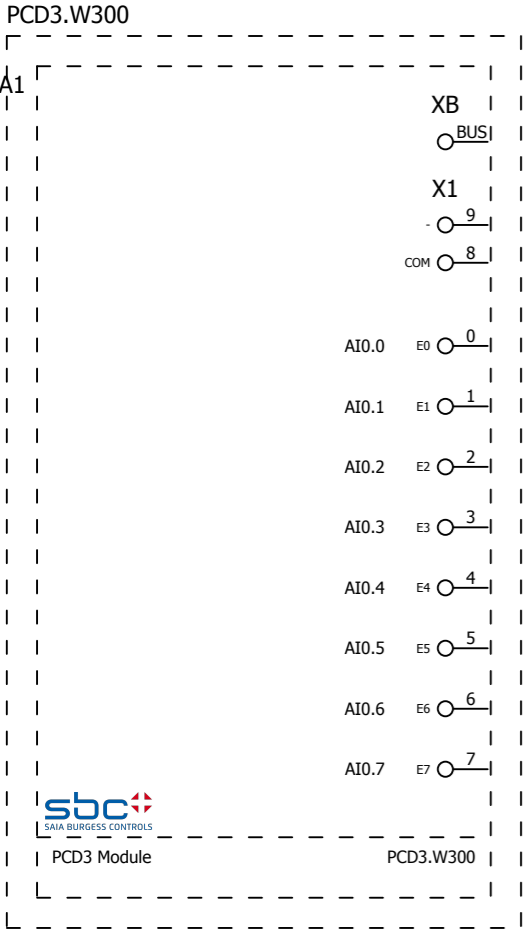 PCD3.W300
A1
XB
BUS
X1
- 9
COM 8
AI0.0 E0 0
AI0.1 E1 1
AI0.2 E2 2
AI0.3 E3 3
AI0.4 E4 4
AI0.5 E5 5
AI0.6 E6 6
AI0.7 E7 7
sbc
SAIA BURGESS CONTROLS
PCD3 Module PCD3.W300